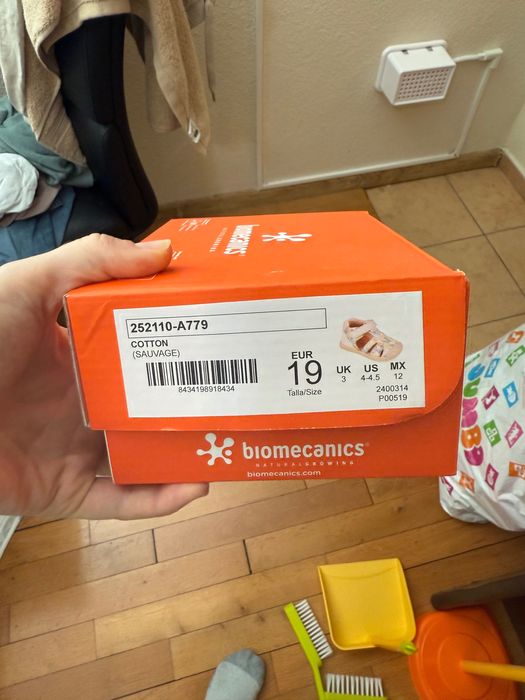 biomecanics®
252110-A779
COTTON
(SAUVAGE)
8434198918434
EUR
19
Talla/Size
UK
3
US
4-4.5
MX
12
2400314
P00519
biomecanics®
NATURALGROWING
biomecanics.com